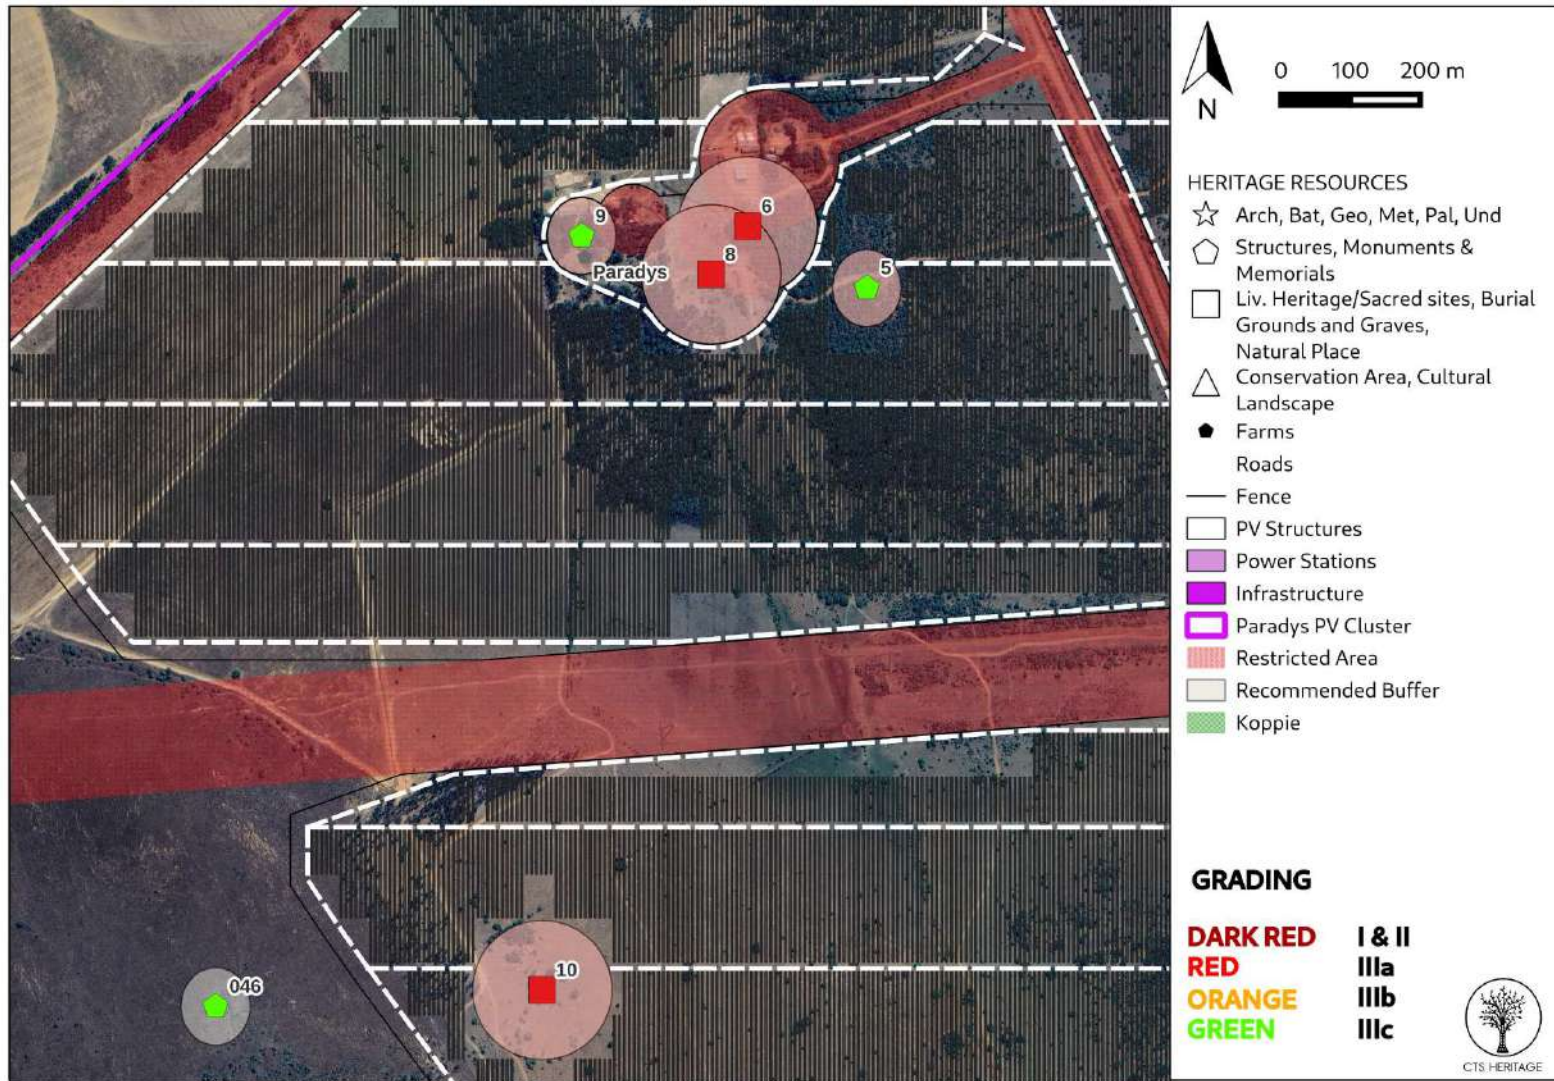 9
6
8
Paradys
5
046
10
N
0 100 200 m
HERITAGE RESOURCES
Arch, Bat, Geo, Met, Pal, Und
Structures, Monuments &
Memorials
Liv. Heritage/Sacred sites, Burial
Grounds and Graves,
Natural Place
Conservation Area, Cultural
Landscape
Farms
Roads
Fence
PV Structures
Power Stations
Infrastructure
Paradys PV Cluster
Restricted Area
Recommended Buffer
Koppie
GRADING
DARK RED I & II
RED IIIa
ORANGE IIIb
GREEN IIIc
CTS HERITAGE